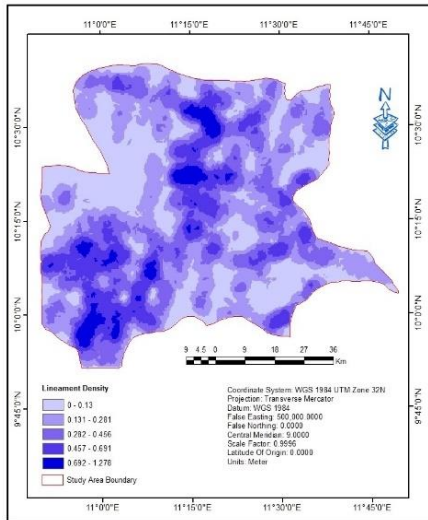 11°0'0"E 11°15'0"E 11°30'0"E 11°45'0"E
N
10°30'0"N 10°30'0"N
10°15'0"N 10°15'0"N
10°0'0"N 10°0'0"N
9°45'0"N 9°45'0"N
9 4.5 0 9 18 27 36
Km
Lineament Density
0 - 0.13
0.131 - 0.281
0.282 - 0.456
0.457 - 0.691
0.692 - 1.278
Study Area Boundary
Coordinate System: WGS 1984 UTM Zone 32N
Projection: Transverse Mercator
Datum: WGS 1984
False Easting: 500,000.0000
False Northing: 0.0000
Central Meridian: 9.0000
Scale Factor: 0.9996
Latitude Of Origin: 0.0000
Units: Meter
11°0'0"E 11°15'0"E 11°30'0"E 11°45'0"E